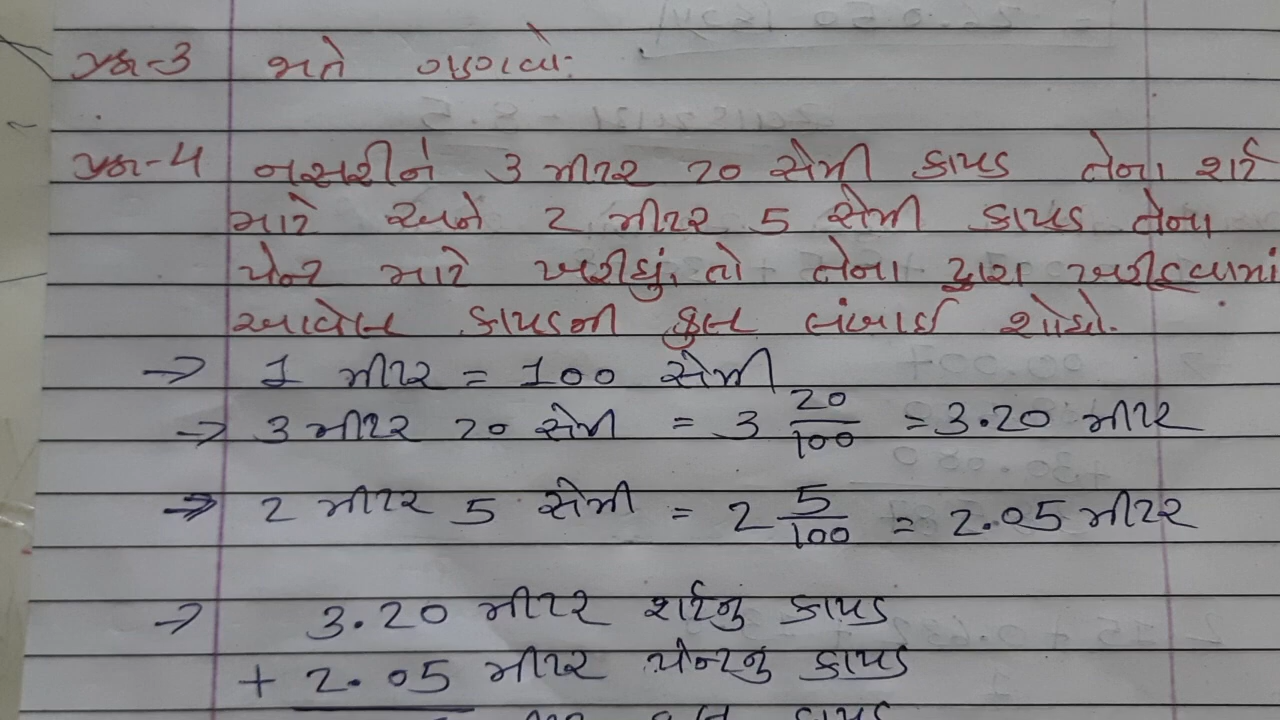 પ્રશ્ન-3 જાતે ગણાવો.
પ્રશ્ન-4 નસરીને 3 મીટર 20 સેમી કાપડ તેના શર્ટ
માટે અને 2 મીટર 5 સેમી કાપડ તેના
પેન્ટ માટે ખરીધું. તો તેના દ્વારા ખરીદવામાં
આવેલ કાપડની કુલ લંબાઈ શોધો.
→ 1 મીટર = 100 સેમી
→ 3 મીટર 20 સેમી = 3 20/100 = 3.20 મીટર
→ 2 મીટર 5 સેમી = 2 5/100 = 2.05 મીટર
→ 3.20 મીટર શર્ટનુ કાપડ
+ 2.05 મીટર પેન્ટનુ કાપડ